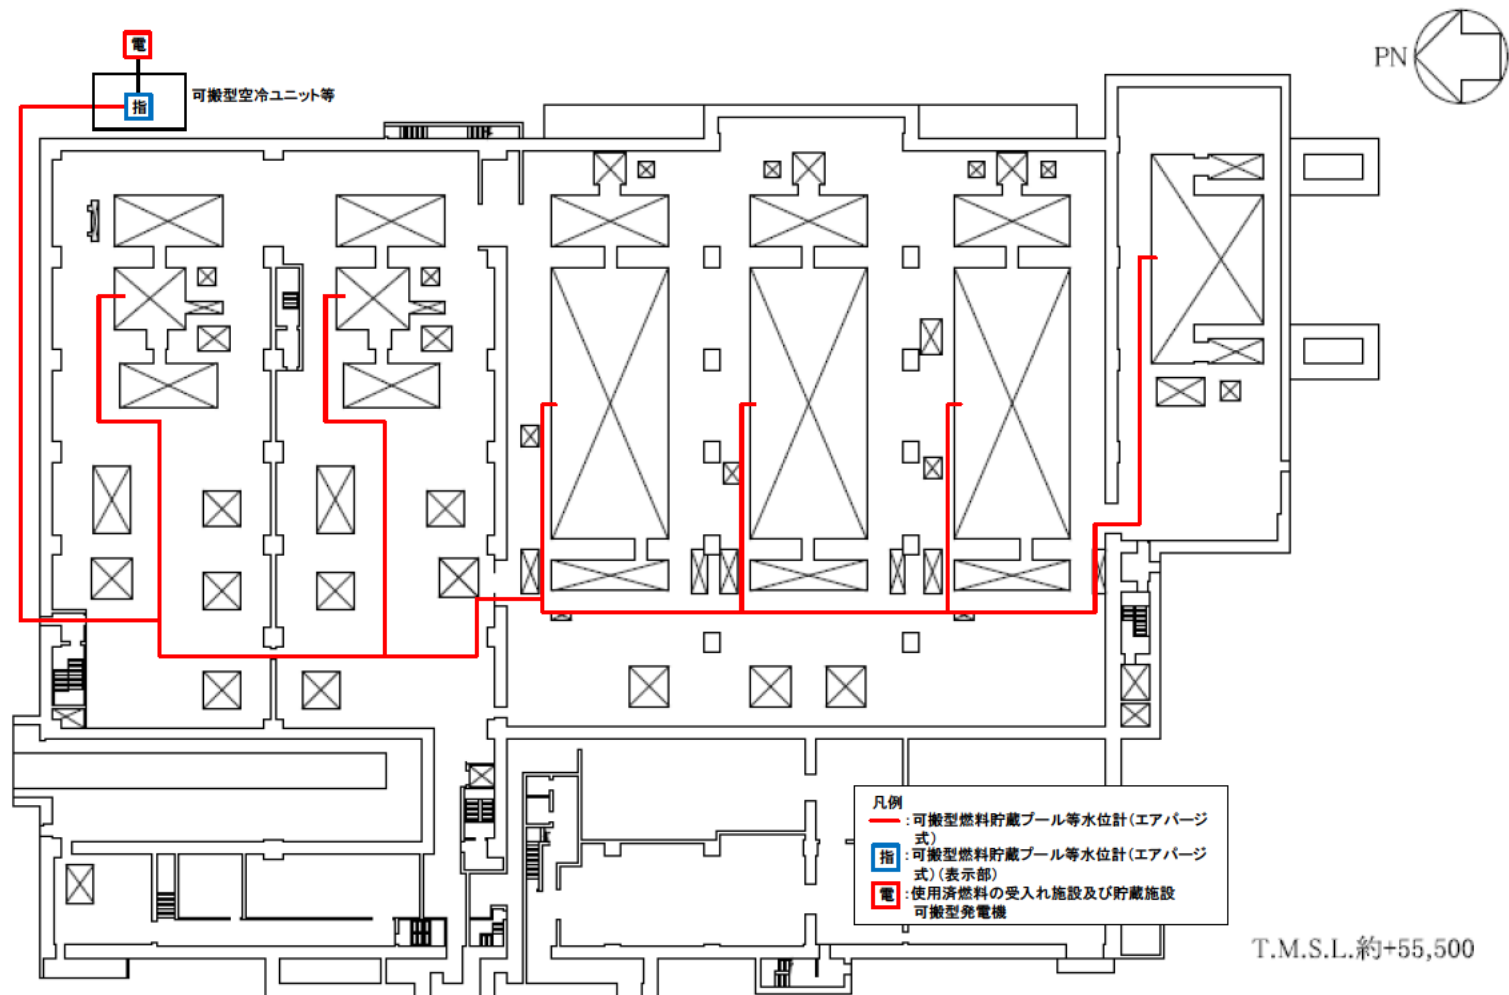 電
指
可搬型空冷ユニット等
PN
凡例
:可搬型燃料貯蔵プール等水位計(エアパージ
式)
指
:可搬型燃料貯蔵プール等水位計(エアパージ
式)(表示部)
電
:使用済燃料の受入れ施設及び貯蔵施設
可搬型発電機
T.M.S.L.約+55,500